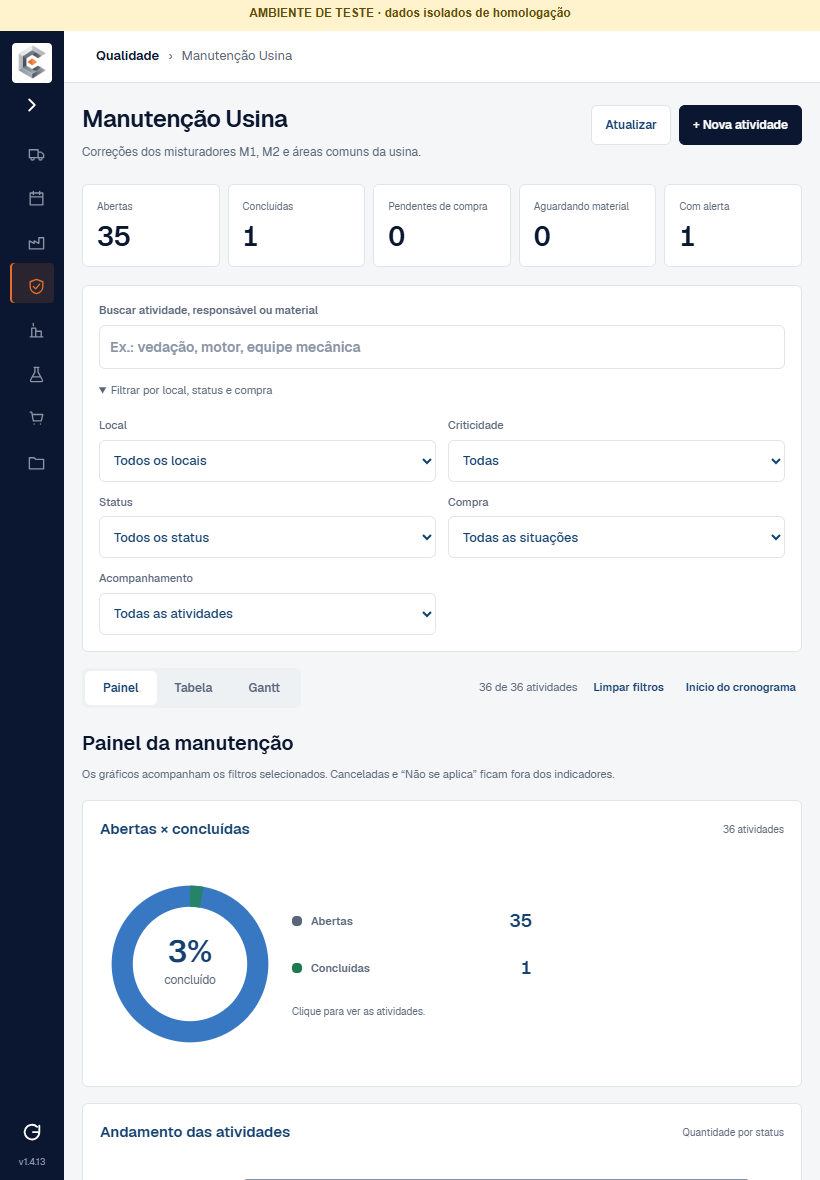 AMBIENTE DE TESTE · dados isolados de homologação
Qualidade › Manutenção Usina
Manutenção Usina
Atualizar
+ Nova atividade
Correções dos misturadores M1, M2 e áreas comuns da usina.
Abertas
35
Concluídas
1
Pendentes de compra
0
Aguardando material
0
Com alerta
1
Buscar atividade, responsável ou material
Ex.: vedação, motor, equipe mecânica
▼ Filtrar por local, status e compra
Local
Todos os locais
Criticidade
Todas
Status
Todos os status
Compra
Todas as situações
Acompanhamento
Todas as atividades
Painel
Tabela
Gantt
36 de 36 atividades
Limpar filtros
Início do cronograma
Painel da manutenção
Os gráficos acompanham os filtros selecionados. Canceladas e “Não se aplica” ficam fora dos indicadores.
Abertas × concluídas
36 atividades
3%
concluído
Abertas 35
Concluídas 1
Clique para ver as atividades.
Andamento das atividades
Quantidade por status
v1.4.13